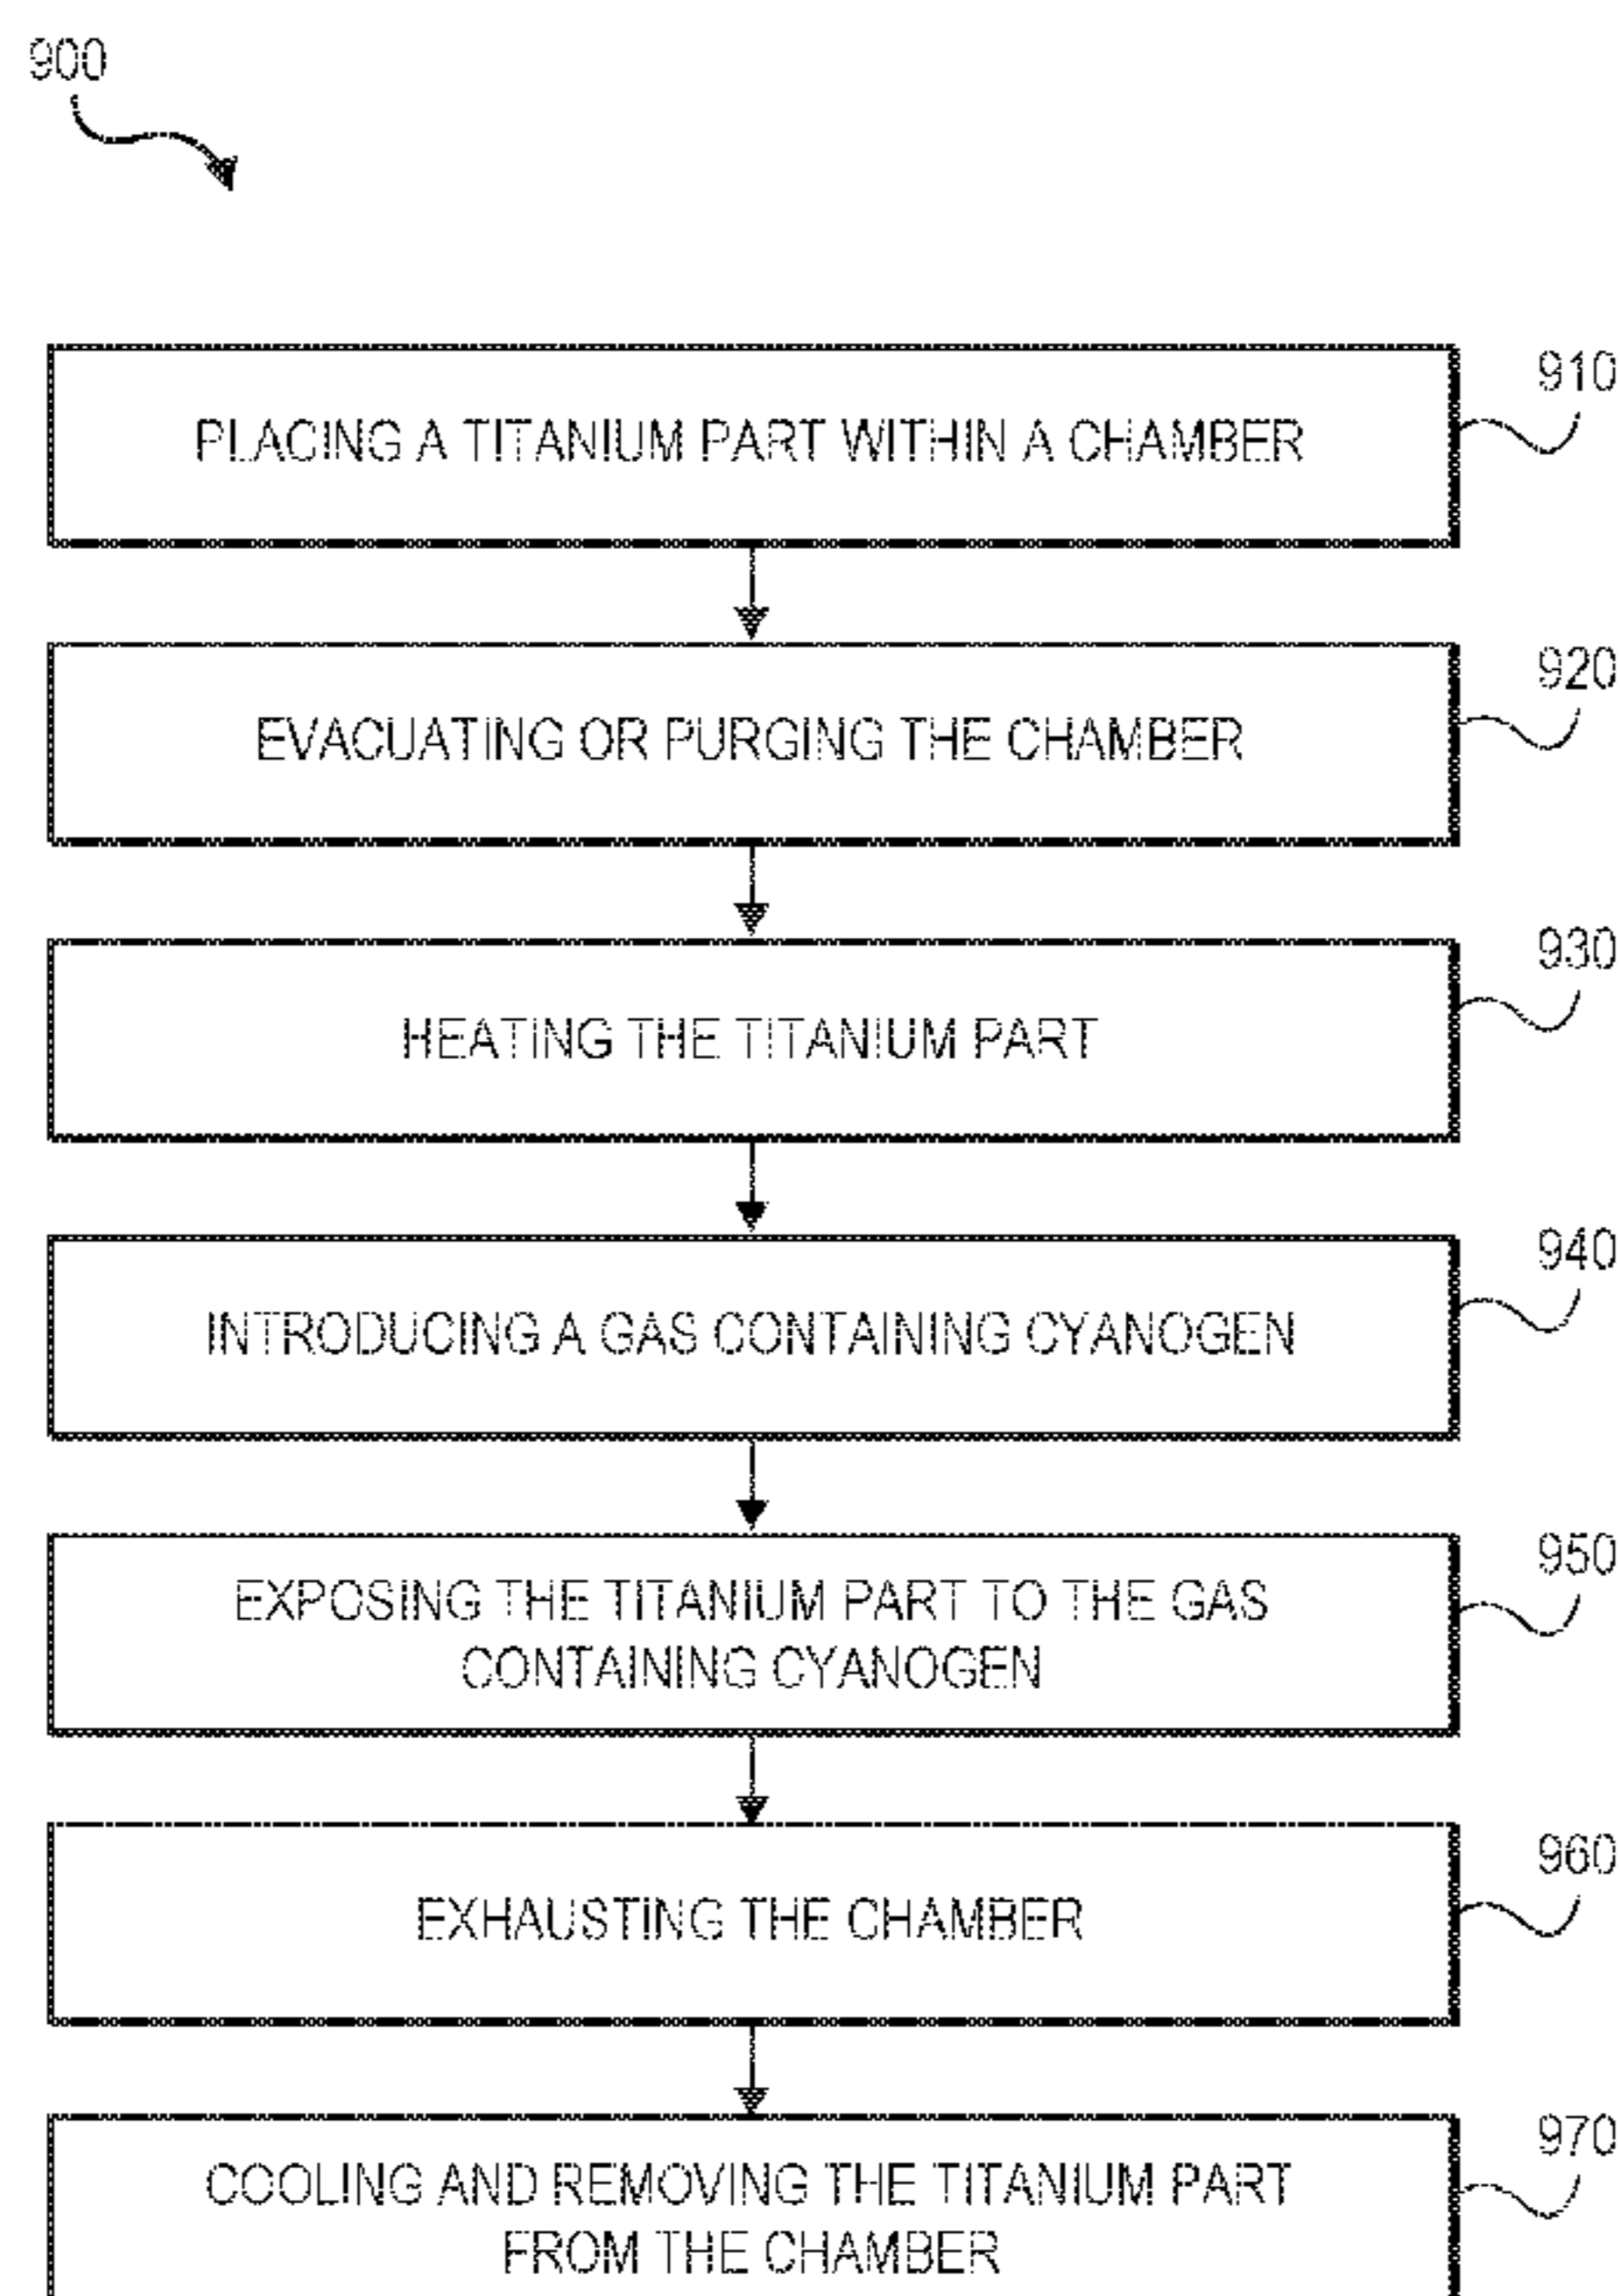 900
PLACING A TITANIUM PART WITHIN A CHAMBER
910
EVACUATING OR PURGING THE CHAMBER
920
HEATING THE TITANIUM PART
930
INTRODUCING A GAS CONTAINING CYANOGEN
940
EXPOSING THE TITANIUM PART TO THE GAS
CONTAINING CYANOGEN
950
EXHAUSTING THE CHAMBER
960
COOLING AND REMOVING THE TITANIUM PART
FROM THE CHAMBER
970